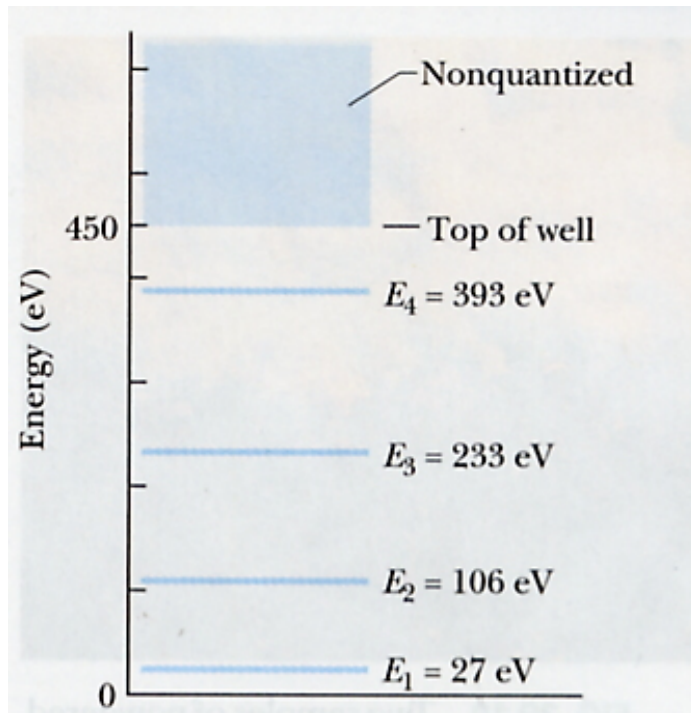 Nonquantized
450
Top of well
E₄ = 393 eV
Energy (eV)
E₃ = 233 eV
E₂ = 106 eV
E₁ = 27 eV
0